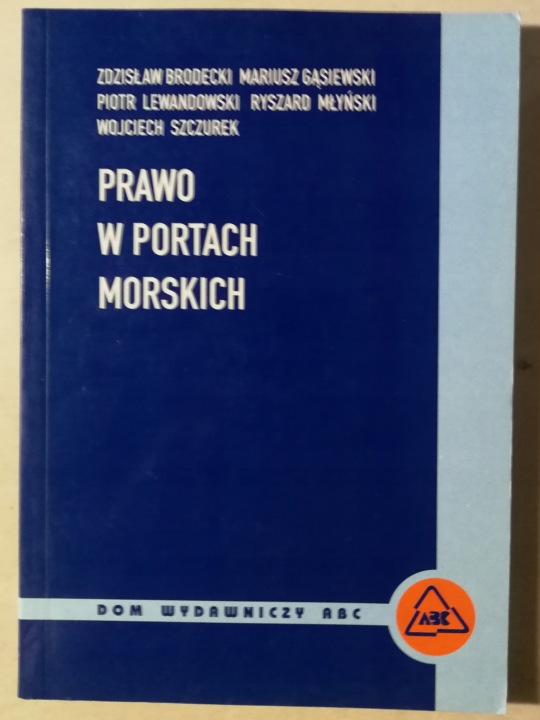 ZDZISŁAW BRODECKI MARIUSZ GĄSIEWSKI
PIOTR LEWANDOWSKI RYSZARD MŁYŃSKI
WOJCIECH SZCZUREK
PRAWO
W PORTACH
MORSKICH
DOM WYDAWNICZY ABC
ABC